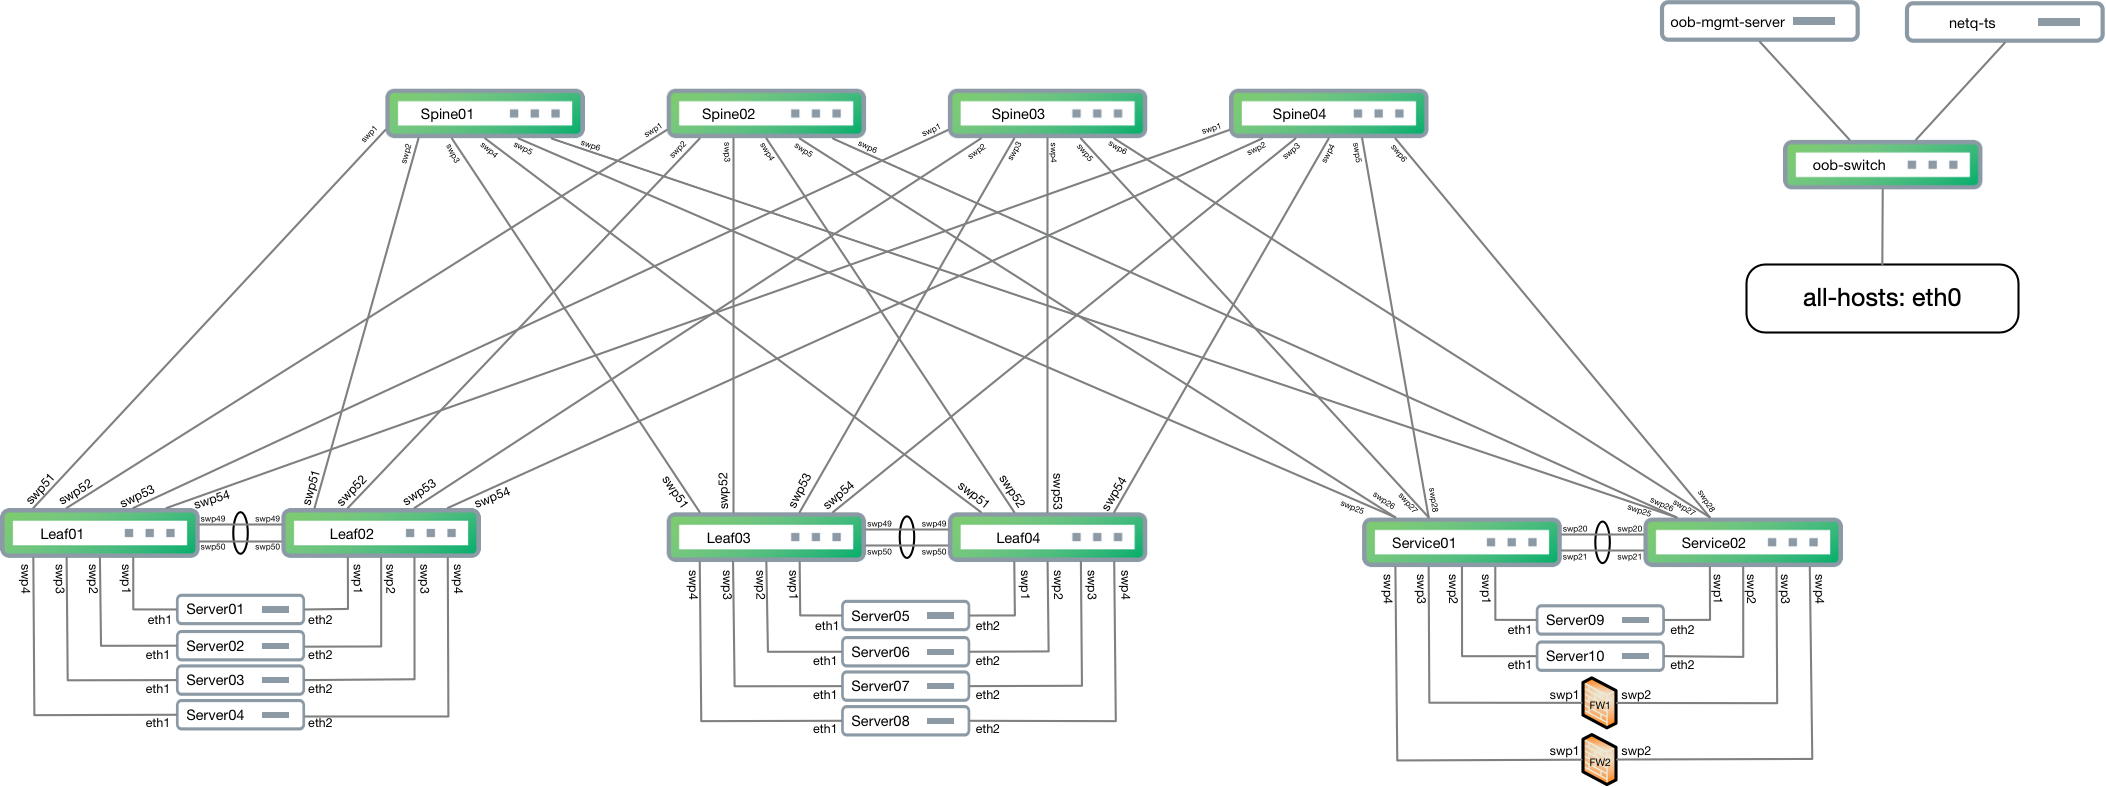 oob-mgmt-server
netq-ts
Spine01
Spine02
Spine03
Spine04
swp1
swp2
swp3
swp4
swp5
swp6
swp1
swp2
swp3
swp4
swp5
swp6
swp1
swp2
swp3
swp4
swp5
swp6
swp1
swp2
swp3
swp4
swp5
swp6
oob-switch
all-hosts: eth0
swp51
swp52
swp53
swp54
swp51
swp52
swp53
swp54
swp51
swp52
swp53
swp54
swp51
swp52
swp53
swp54
swp25
swp26
swp27
swp28
swp25
swp26
swp27
swp28
Leaf01
swp49
swp49
swp50
swp50
Leaf02
Leaf03
swp49
swp49
swp50
swp50
Leaf04
Service01
swp20
swp20
swp21
swp21
Service02
swp4
swp3
swp2
swp1
swp1
swp2
swp3
swp4
swp4
swp3
swp2
swp1
swp1
swp2
swp3
swp4
swp4
swp3
swp2
swp1
swp1
swp2
swp3
swp4
eth1
Server01
eth2
eth1
Server02
eth2
eth1
Server03
eth2
eth1
Server04
eth2
eth1
Server05
eth2
eth1
Server06
eth2
eth1
Server07
eth2
eth1
Server08
eth2
eth1
Server09
eth2
eth1
Server10
eth2
swp1
FW1
swp2
swp1
FW2
swp2